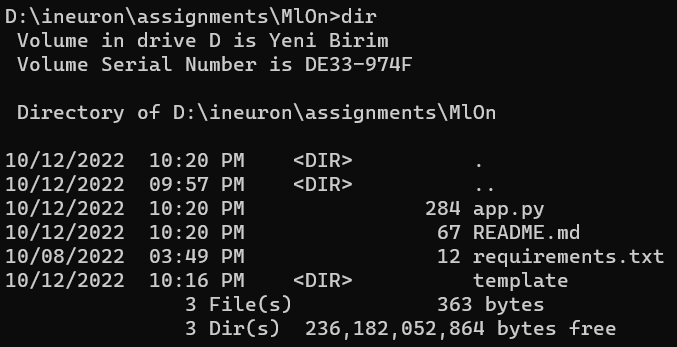 D:\ineuron\assignments\MlOn>dir
 Volume in drive D is Yeni Birim
 Volume Serial Number is DE33-974F

 Directory of D:\ineuron\assignments\MlOn

10/12/2022  10:20 PM    <DIR>          .
10/12/2022  09:57 PM    <DIR>          ..
10/12/2022  10:20 PM               284 app.py
10/12/2022  10:20 PM                67 README.md
10/08/2022  03:49 PM                12 requirements.txt
10/12/2022  10:16 PM    <DIR>          template
               3 File(s)            363 bytes
               3 Dir(s)  236,182,052,864 bytes free